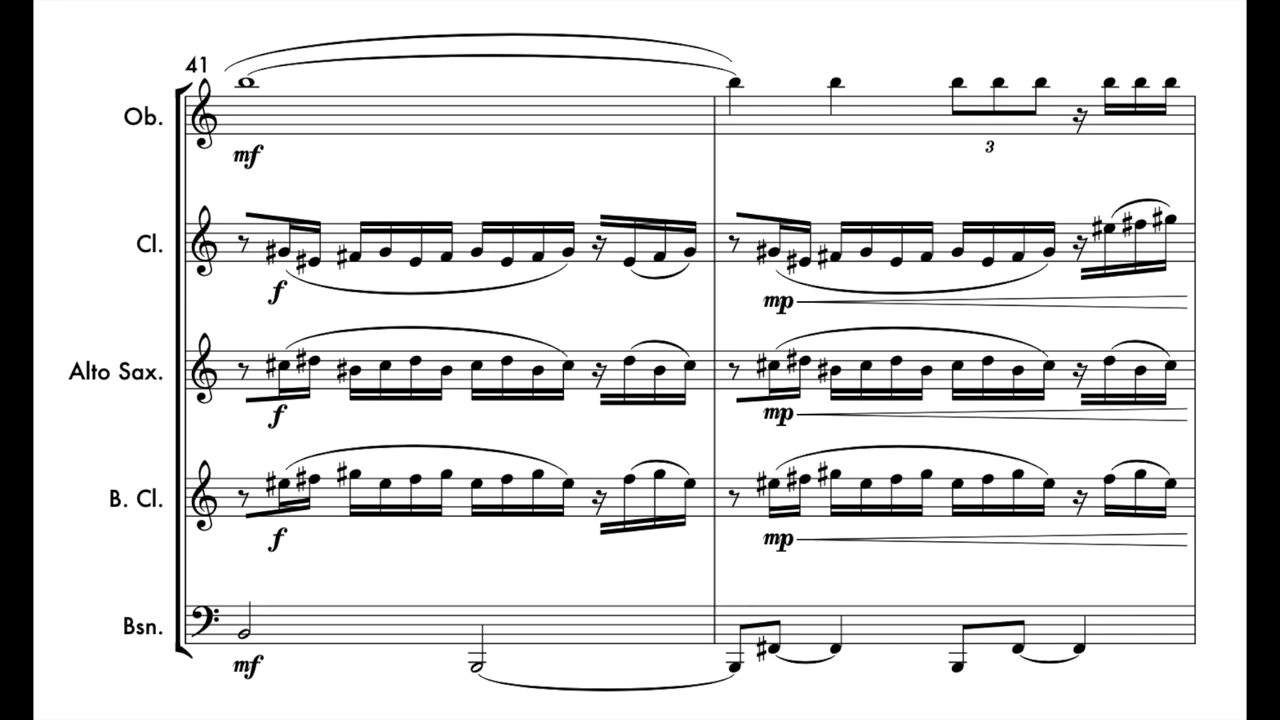 41
Ob.
mf
3
Cl.
f
mp
Alto Sax.
f
mp
B. Cl.
f
mp
Bsn.
mf